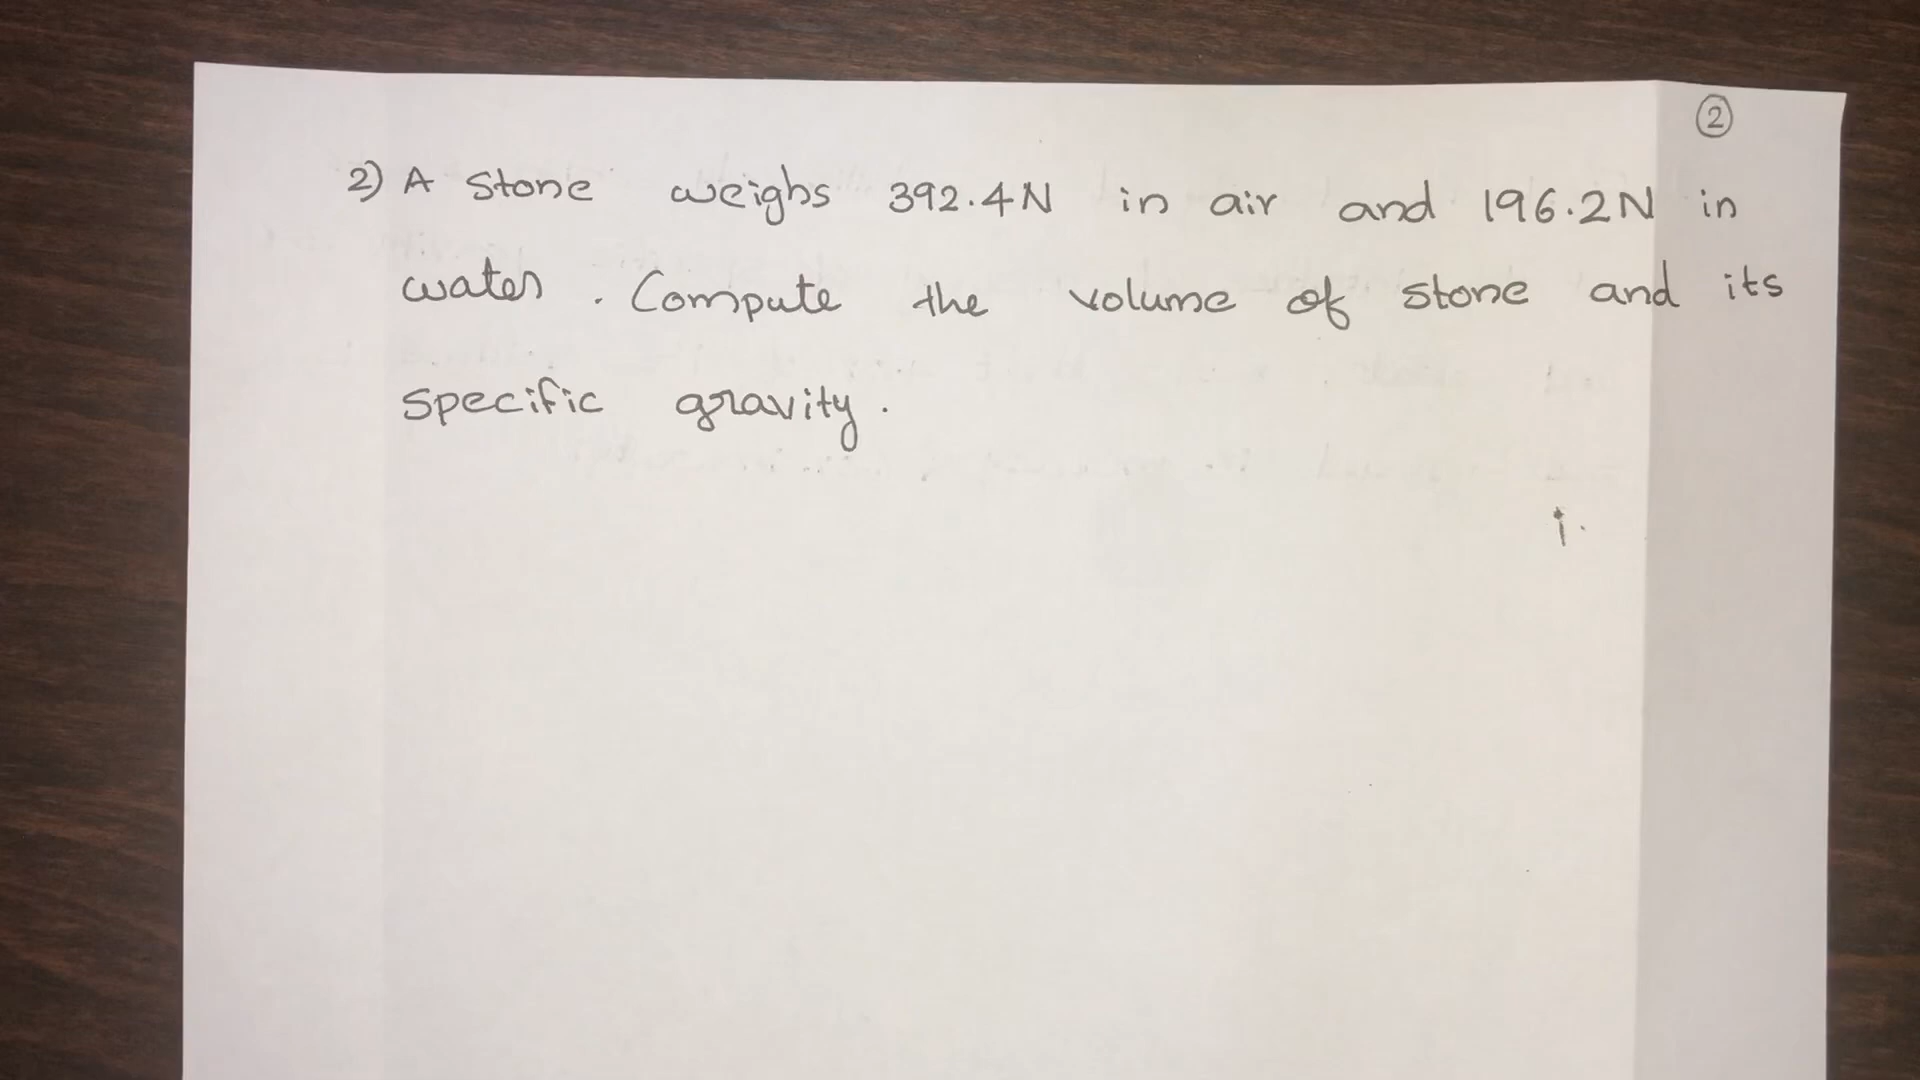 ②
2) A stone weighs 392.4N in air and 196.2N in
water. Compute the volume of stone and its
specific gravity.